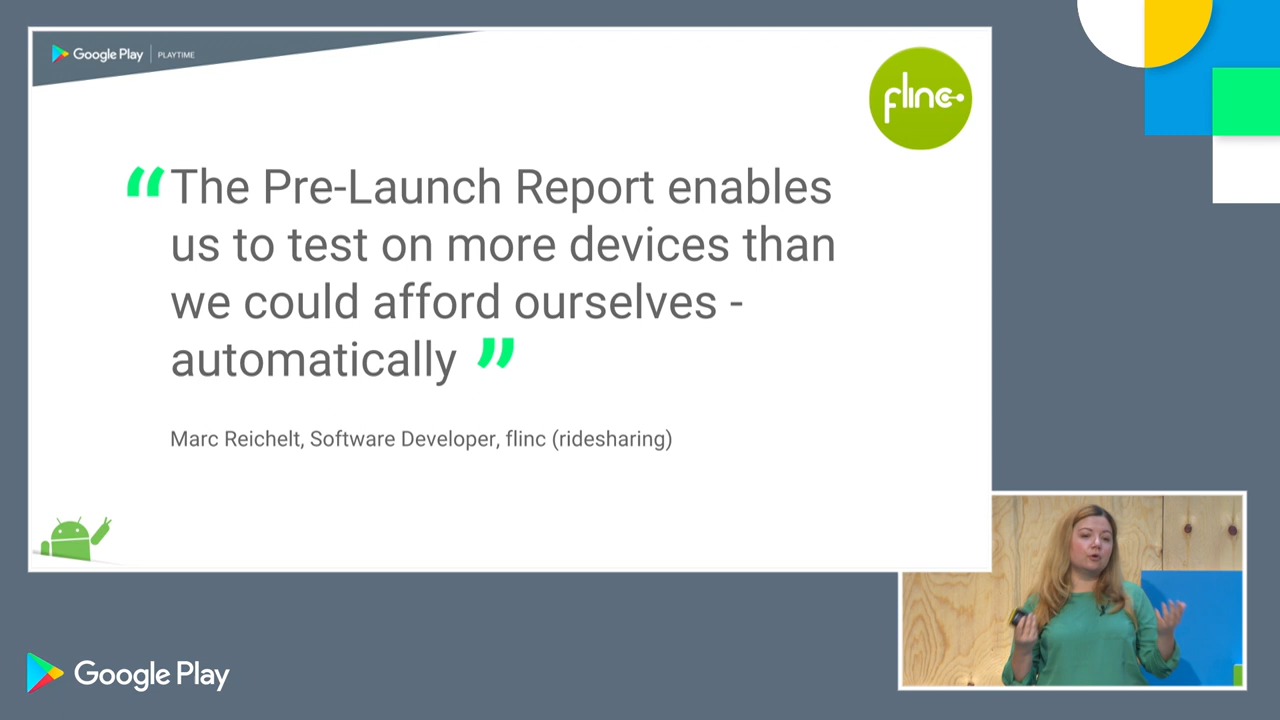 Google Play | PLAYTIME
flinc
“The Pre-Launch Report enables
us to test on more devices than
we could afford ourselves -
automatically ”
Marc Reichelt, Software Developer, flinc (ridesharing)
Google Play